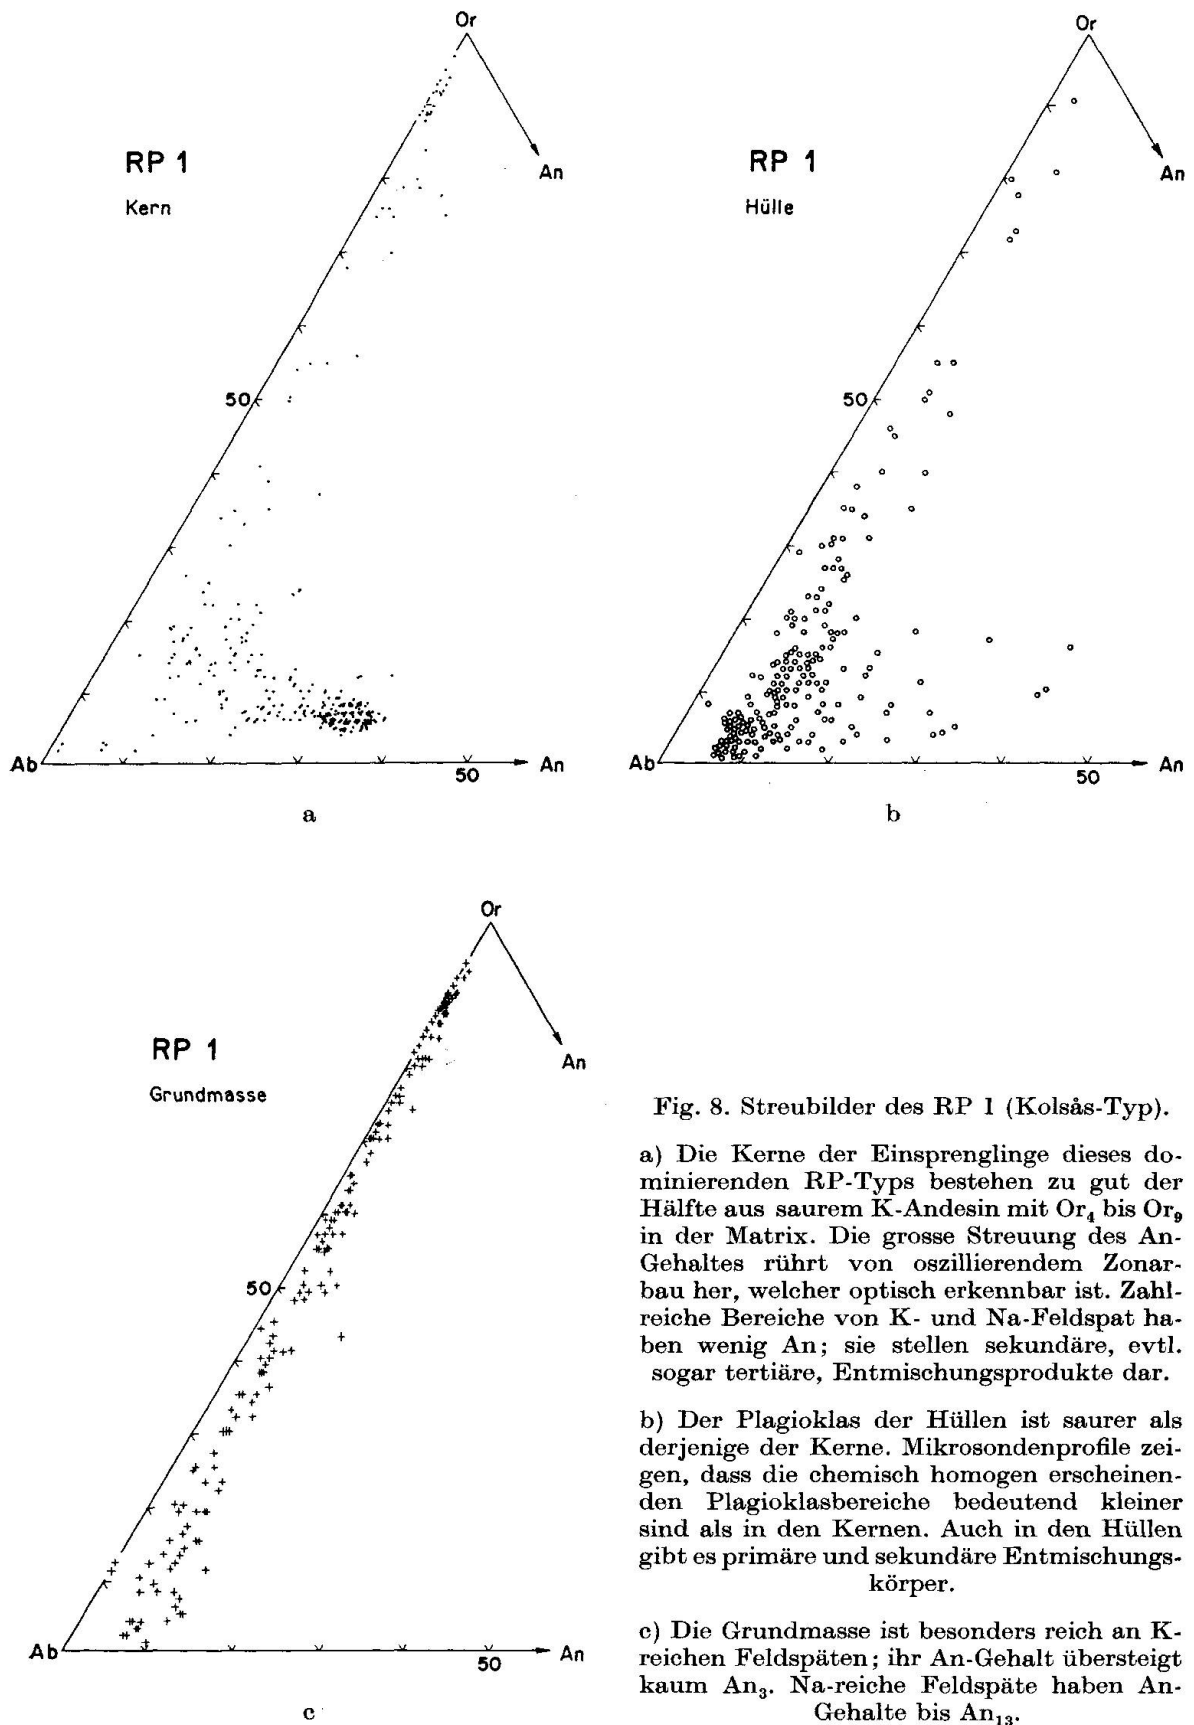 Or
An
RP 1
Kern
50
Ab
50
An
a
Or
An
RP 1
Hülle
50
Ab
50
An
b
Or
An
RP 1
Grundmasse
50
Ab
50
An
c
Fig. 8. Streubilder des RP 1 (Kolsås-Typ).
a) Die Kerne der Einsprenglinge dieses do-
minierenden RP-Typs bestehen zu gut der
Hälfte aus saurem K-Andesin mit Or₄ bis Or₉
in der Matrix. Die grosse Streuung des An-
Gehaltes rührt von oszillierendem Zonar-
bau her, welcher optisch erkennbar ist. Zahl-
reiche Bereiche von K- und Na-Feldspat ha-
ben wenig An; sie stellen sekundäre, evtl.
sogar tertiäre, Entmischungsprodukte dar.
b) Der Plagioklas der Hüllen ist saurer als
derjenige der Kerne. Mikrosondenprofile zei-
gen, dass die chemisch homogen erscheinen-
den Plagioklasbereiche bedeutend kleiner
sind als in den Kernen. Auch in den Hüllen
gibt es primäre und sekundäre Entmischungs-
körper.
c) Die Grundmasse ist besonders reich an K-
reichen Feldspäten; ihr An-Gehalt übersteigt
kaum An₃. Na-reiche Feldspäte haben An-
Gehalte bis An₁₃.